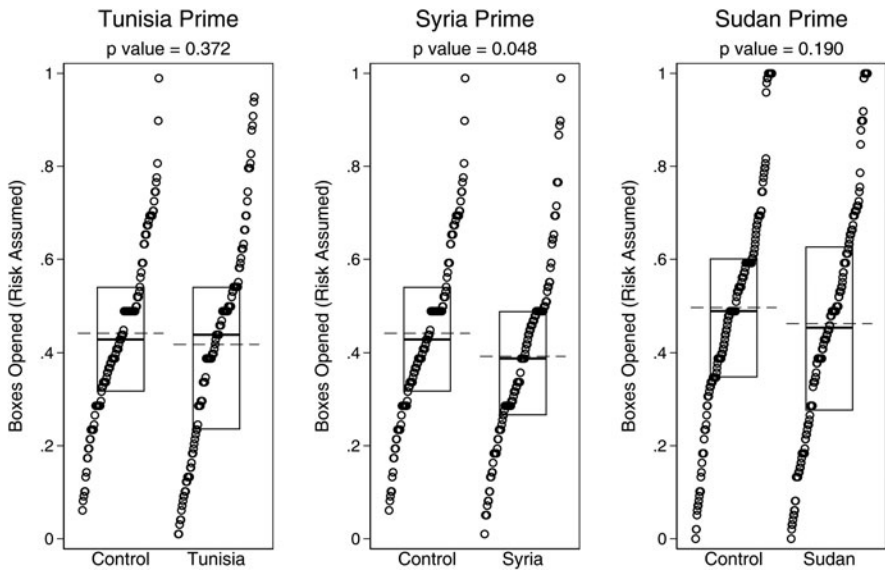 Tunisia Prime
p value = 0.372
Boxes Opened (Risk Assumed)
1
.8
.6
.4
.2
0
Control
Tunisia
Syria Prime
p value = 0.048
Boxes Opened (Risk Assumed)
1
.8
.6
.4
.2
0
Control
Syria
Sudan Prime
p value = 0.190
Boxes Opened (Risk Assumed)
1
.8
.6
.4
.2
0
Control
Sudan